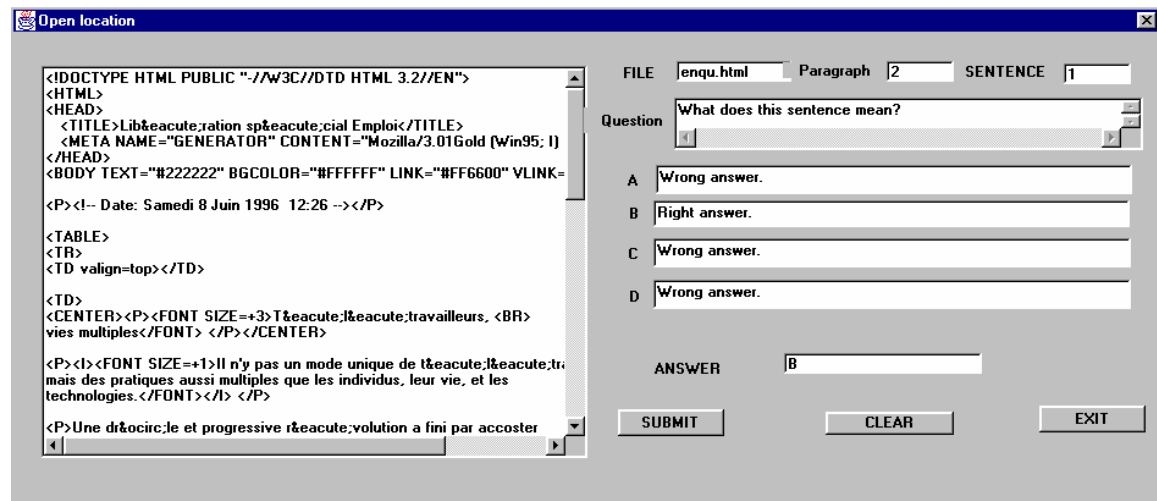 Open location
<!DOCTYPE HTML PUBLIC "-//W3C//DTD HTML 3.2//EN">
<HTML>
<HEAD>
<TITLE>Lib&eacute;ration sp&eacute;cial Emploi</TITLE>
<META NAME="GENERATOR" CONTENT="Mozilla/3.01Gold (Win95; I)
</HEAD>
<BODY TEXT="#222222" BGCOLOR="#FFFFFF" LINK="#FF6600" VLINK=
<P><!-- Date: Samedi 8 Juin 1996 12:26 --></P>
<TABLE>
<TR>
<TD valign=top></TD>
<TD>
<CENTER><P><FONT SIZE=+3>T&eacute;l&eacute;travailleurs, <BR>
vies multiples</FONT> </P></CENTER>
<P><I><FONT SIZE=+1>Il n'y pas un mode unique de t&eacute;l&eacute;tra
mais des pratiques aussi multiples que les individus, leur vie, et les
technologies.</FONT></I> </P>
<P>Une dr&ocirc;le et progressive r&eacute;volution a fini par accoster
FILE enqu.html Paragraph 2 SENTENCE 1
Question What does this sentence mean?
A Wrong answer.
B Right answer.
C Wrong answer.
D Wrong answer.
ANSWER B
SUBMIT CLEAR EXIT